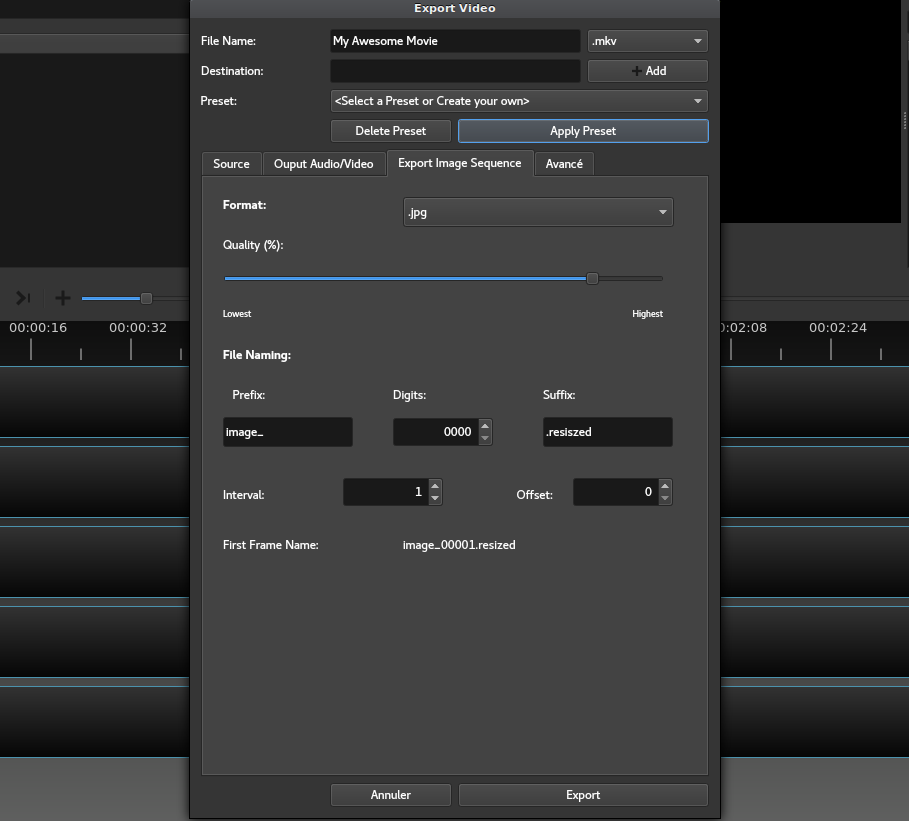 Export Video
File Name: My Awesome Movie .mkv
Destination: Add
Preset: <Select a Preset or Create your own>
Delete Preset Apply Preset
Source Ouput Audio/Video Export Image Sequence Avancé
Format: .jpg
Quality (%):
Lowest Highest
00:00:16 00:00:32 0:02:08 00:02:24
File Naming:
Prefix: Digits: Suffix:
image_ 0000 .resiszed
Interval: 1 Offset: 0
First Frame Name: image_00001.resized
Annuler Export